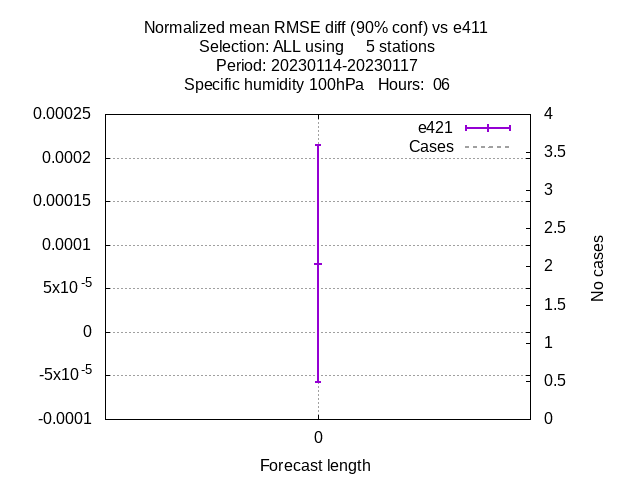 Normalized mean RMSE diff (90% conf) vs e411
Selection: ALL using     5 stations
Period: 20230114-20230117
Specific humidity 100hPa   Hours:  06
0.00025
0.0002
0.00015
0.0001
5x10^-5
0
-5x10^-5
-0.0001
e421
Cases
4
3.5
3
2.5
2
1.5
1
0.5
0
No cases
0
Forecast length